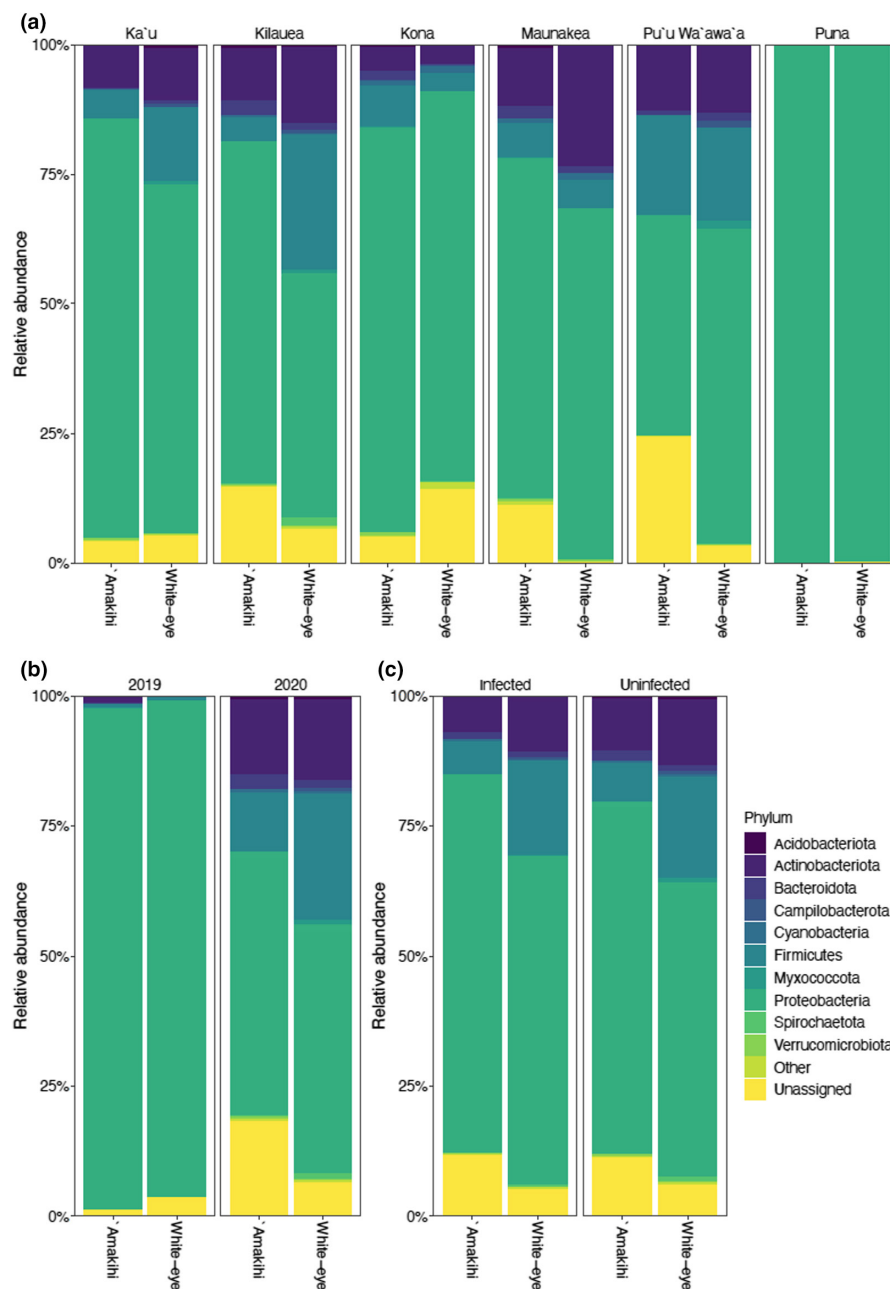 (a)
Ka`u Kilauea Kona Maunakea Pu`u Wa`awa`a Puna
100%
75%
50%
25%
0%
Relative abundance
`Amakihi White-eye `Amakihi White-eye `Amakihi White-eye `Amakihi White-eye `Amakihi White-eye `Amakihi White-eye
(b)
2019 2020
100%
75%
50%
25%
0%
Relative abundance
`Amakihi White-eye `Amakihi White-eye
(c)
Infected Uninfected
100%
75%
50%
25%
0%
Relative abundance
`Amakihi White-eye `Amakihi White-eye
Phylum
Acidobacteriota
Actinobacteriota
Bacteroidota
Campilobacterota
Cyanobacteria
Firmicutes
Myxococcota
Proteobacteria
Spirochaetota
Verrucomicrobiota
Other
Unassigned